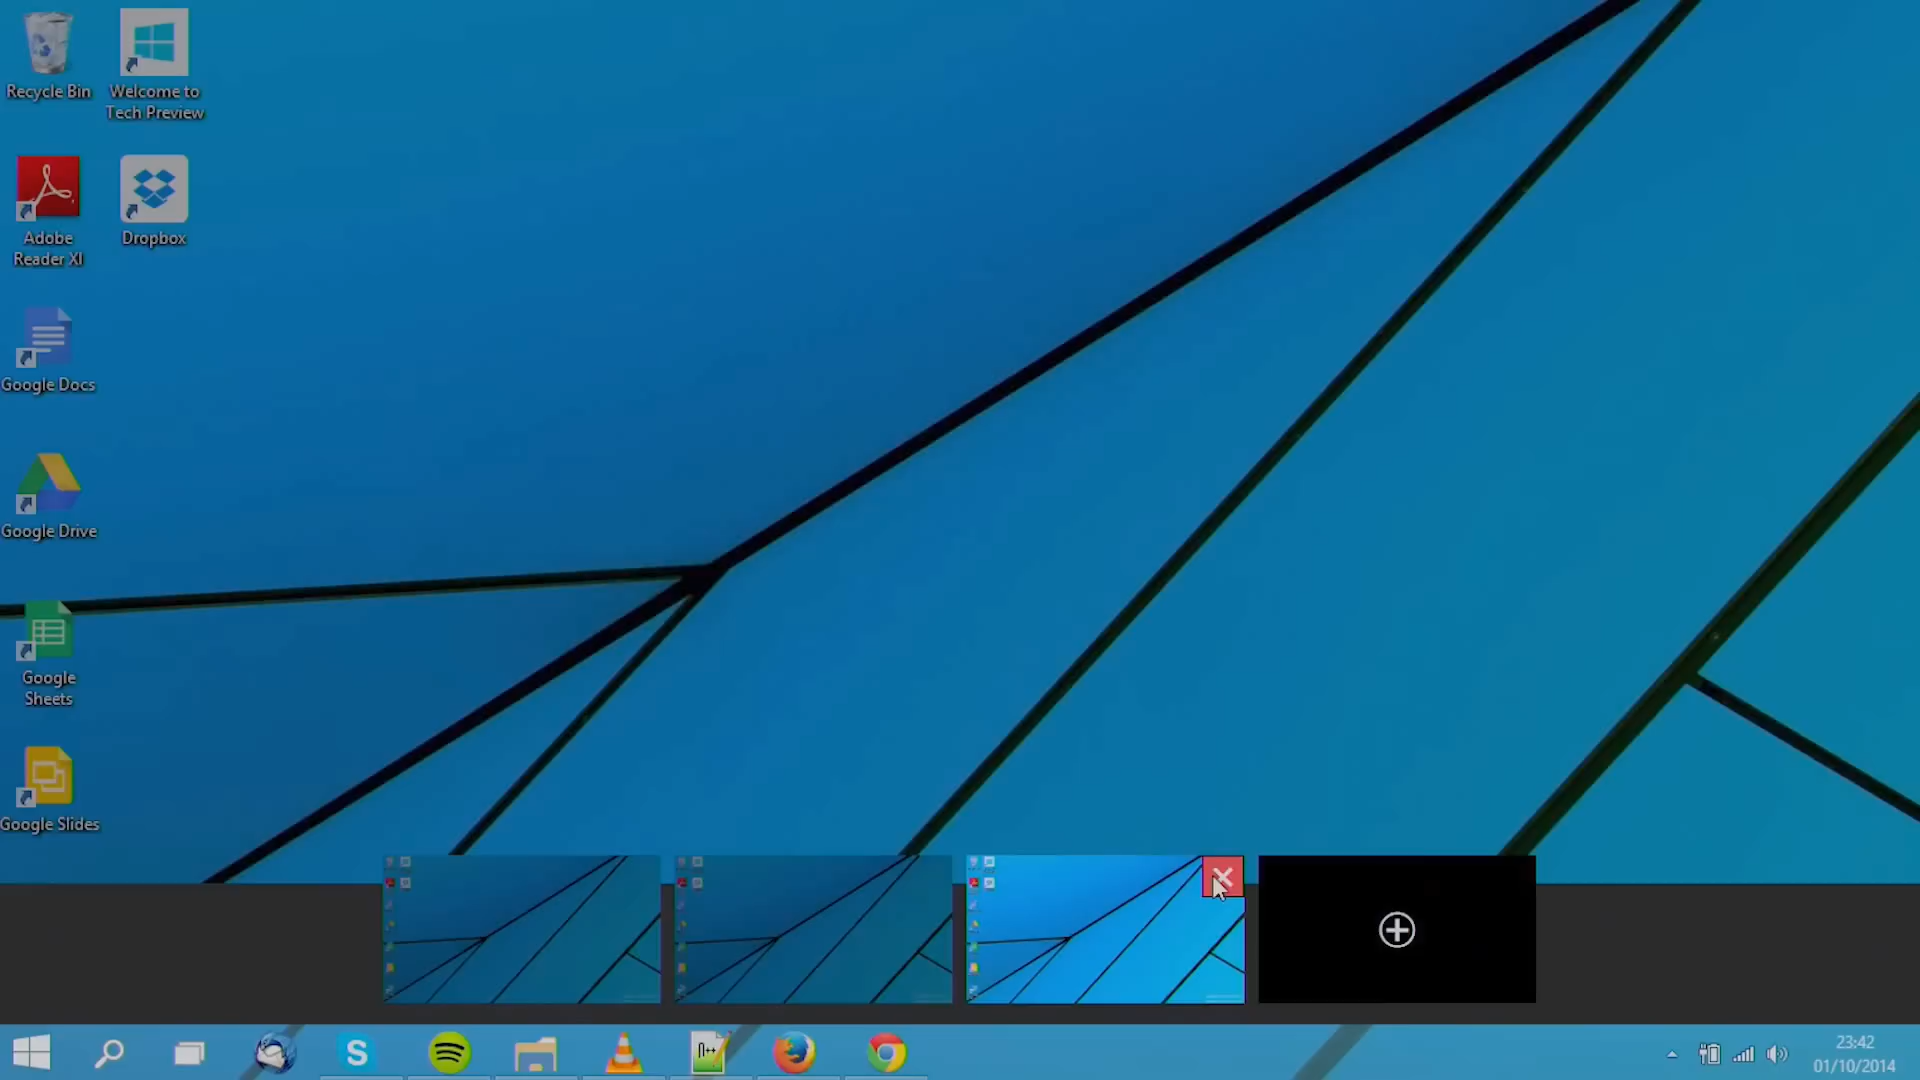 Recycle Bin
Welcome to
Tech Preview
Adobe
Reader XI
Dropbox
Google Docs
Google Drive
Google
Sheets
Google Slides
S
n++
23:42
01/10/2014